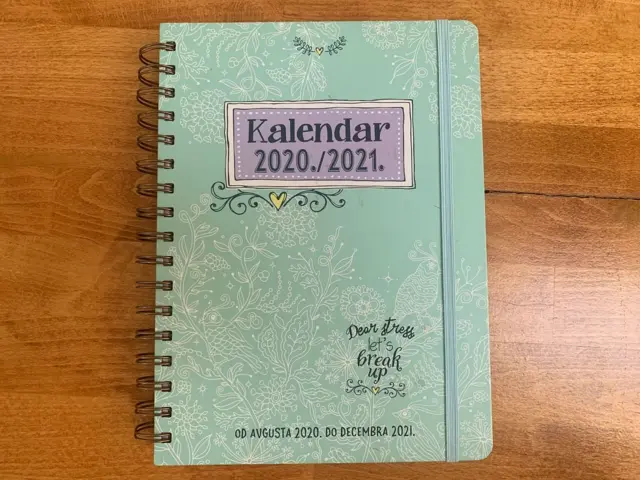 Kalendar
2020./2021.
Dear stress
let's
break
up
OD AVGUSTA 2020. DO DECEMBRA 2021.